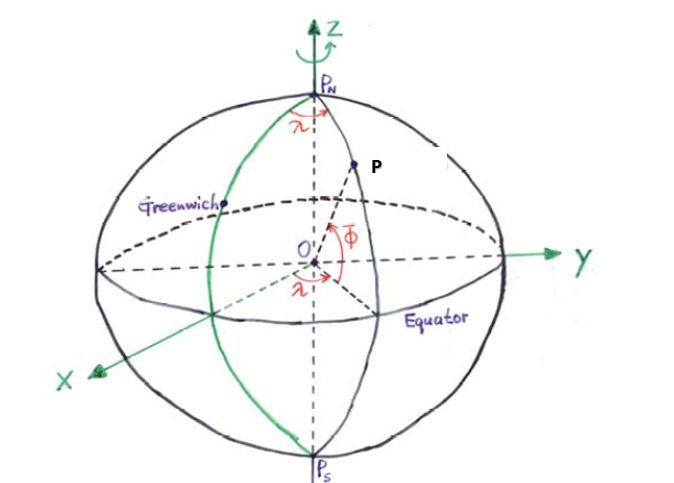 Z
P_N
λ
P
Greenwich
O
Φ
Y
λ
Equator
X
P_S